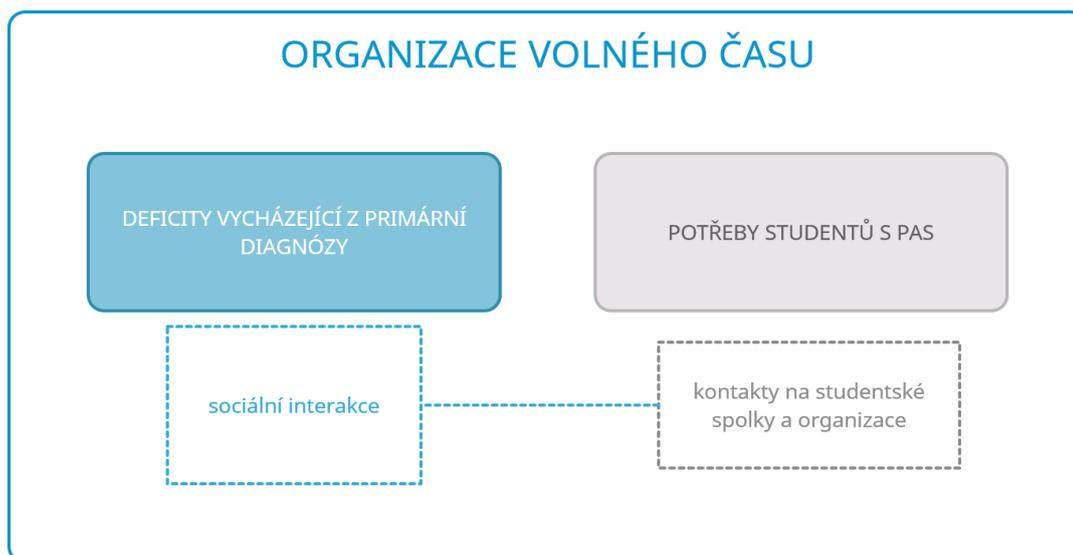 ORGANIZACE VOLNÉHO ČASU
DEFICITY VYCHÁZEJÍCÍ Z PRIMÁRNÍ
DIAGNÓZY
POTŘEBY STUDENTŮ S PAS
sociální interakce
kontakty na studentské
spolky a organizace